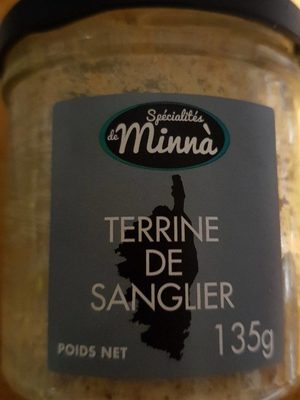 Spécialités
de Minnà
TERRINE
DE
SANGLIER
POIDS NET 135g